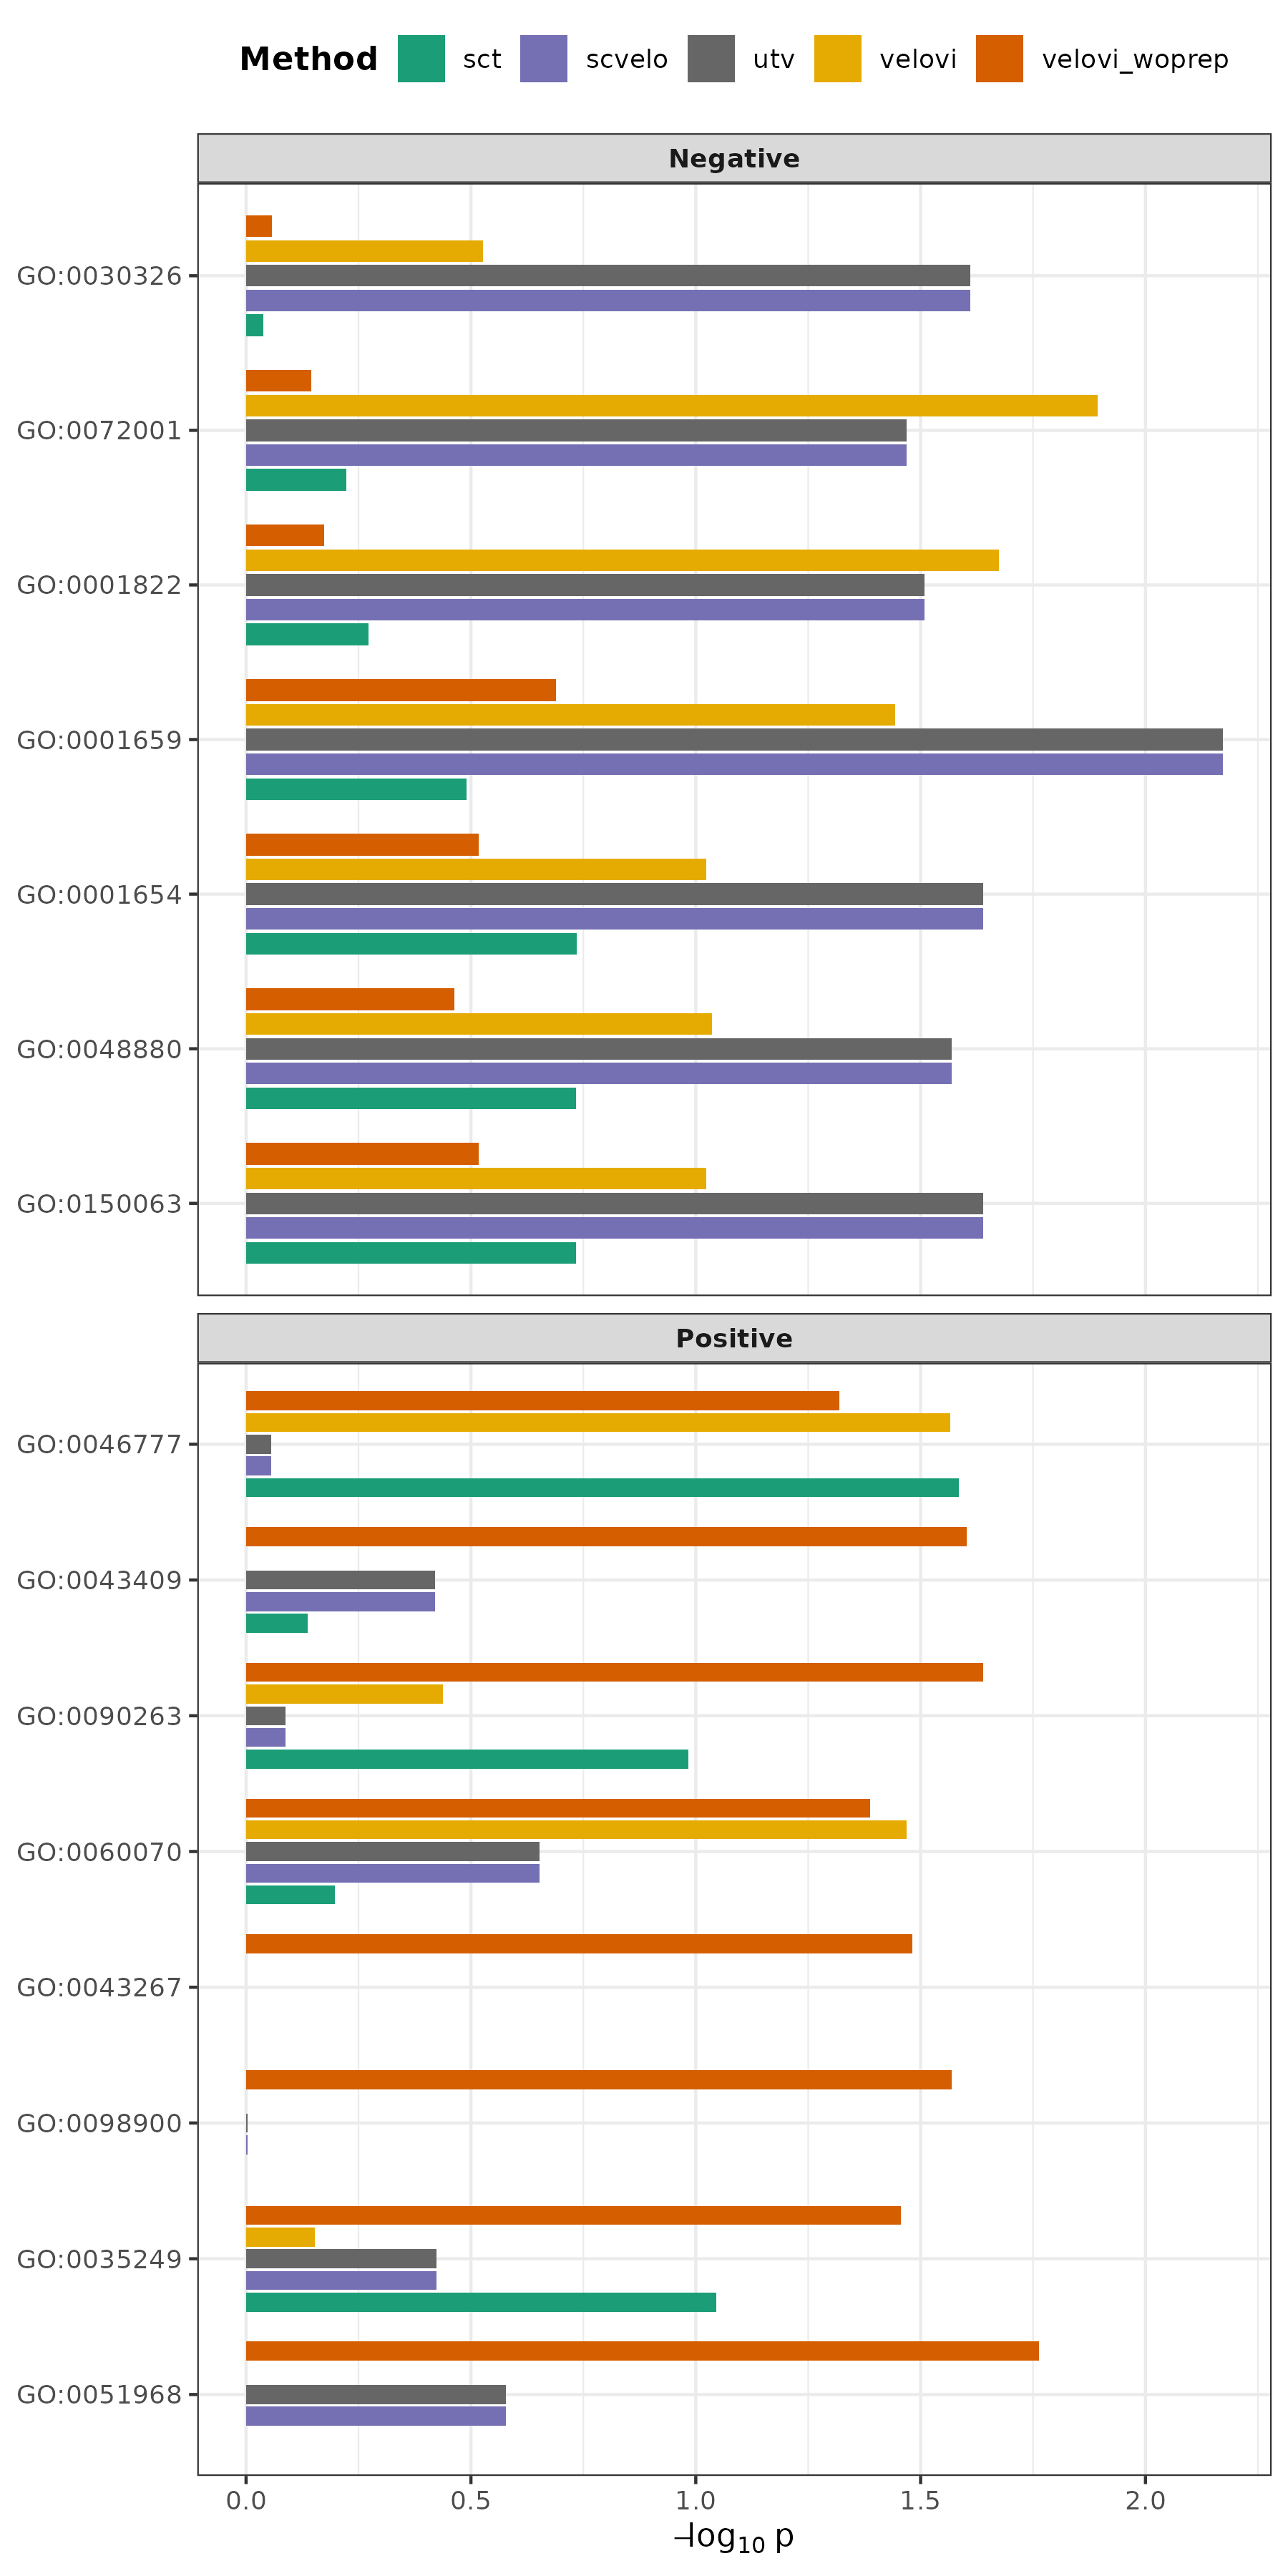 Method sct scvelo utv velovi velovi_woprep
Negative
GO:0030326
GO:0072001
GO:0001822
GO:0001659
GO:0001654
GO:0048880
GO:0150063
Positive
GO:0046777
GO:0043409
GO:0090263
GO:0060070
GO:0043267
GO:0098900
GO:0035249
GO:0051968
0.0 0.5 1.0 1.5 2.0
−log₁₀ p